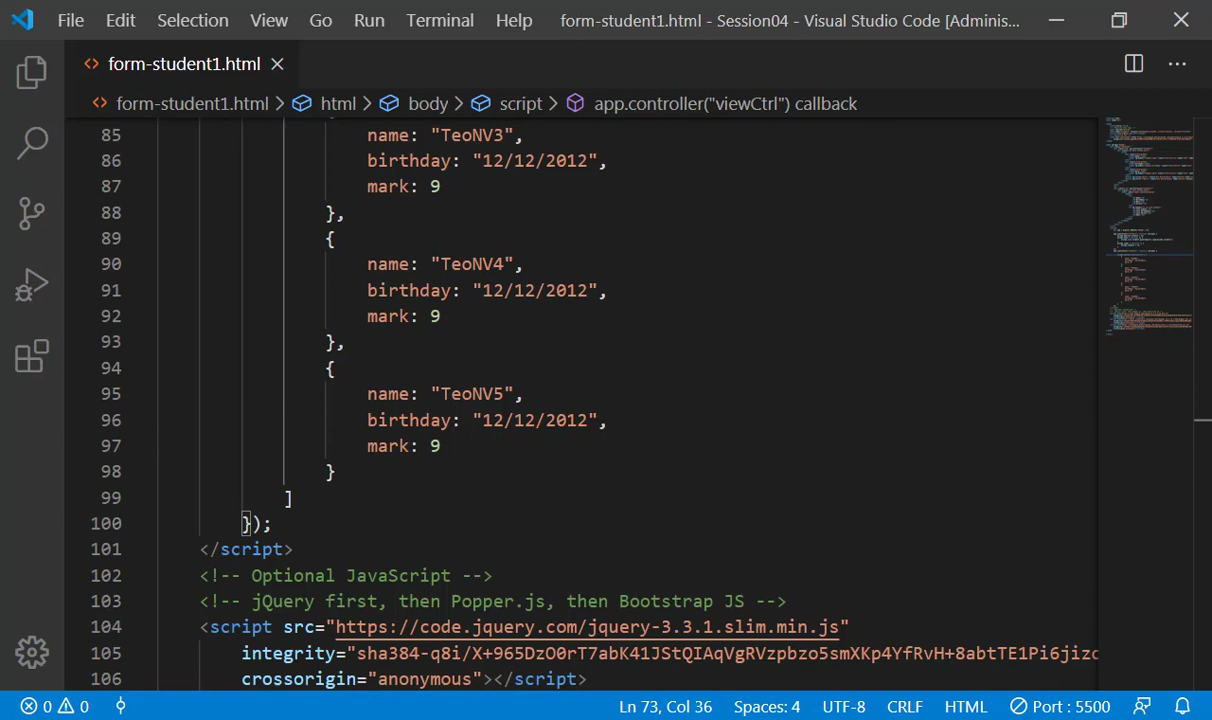 File Edit Selection View Go Run Terminal Help form-student1.html - Session04 - Visual Studio Code [Adminis...
form-student1.html
form-student1.html > html > body > script > app.controller("viewCtrl") callback
85 name: "TeoNV3",
86 birthday: "12/12/2012",
87 mark: 9
88 },
89 {
90 name: "TeoNV4",
91 birthday: "12/12/2012",
92 mark: 9
93 },
94 {
95 name: "TeoNV5",
96 birthday: "12/12/2012",
97 mark: 9
98 }
99 ]
100 });
101 </script>
102 <!-- Optional JavaScript -->
103 <!-- jQuery first, then Popper.js, then Bootstrap JS -->
104 <script src="https://code.jquery.com/jquery-3.3.1.slim.min.js"
105 integrity="sha384-q8i/X+965DzO0rT7abK41JStQIAqVgRVzpbzo5smXKp4YfRvH+8abtTE1Pi6jizo
106 crossorigin="anonymous"></script>
0 0 Ln 73, Col 36 Spaces: 4 UTF-8 CRLF HTML Port : 5500